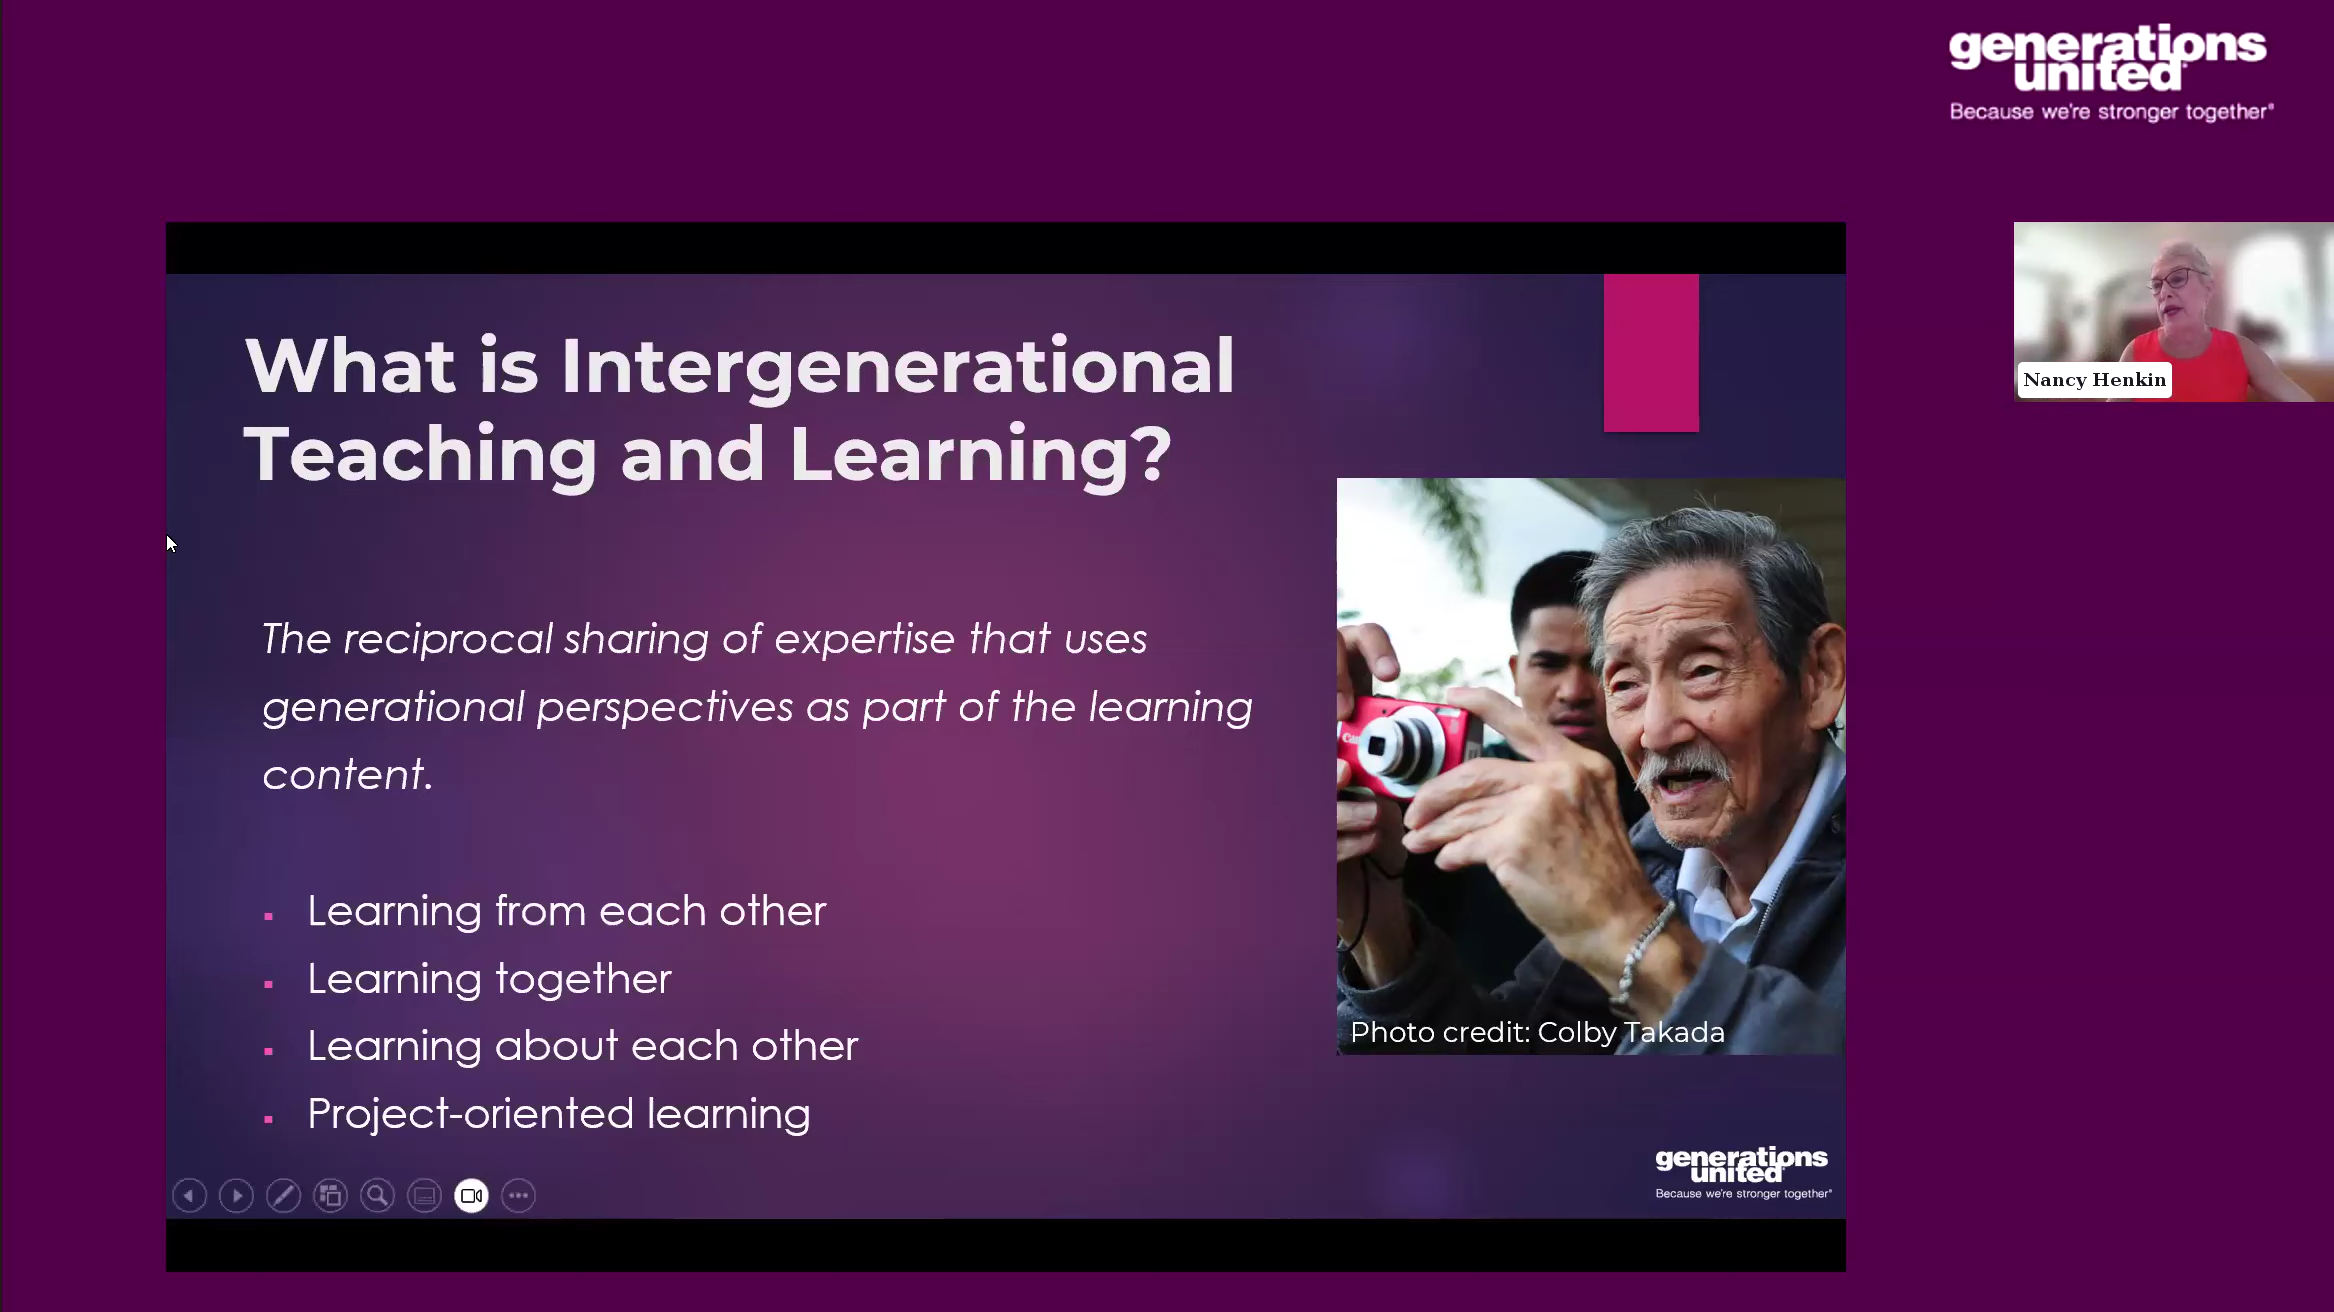 generations
united
Because we're stronger together®
What is Intergenerational
Teaching and Learning?
Nancy Henkin
The reciprocal sharing of expertise that uses
generational perspectives as part of the learning
content.
Learning from each other
Learning together
Learning about each other
Project-oriented learning
Photo credit: Colby Takada
generations
united
Because we're stronger together®